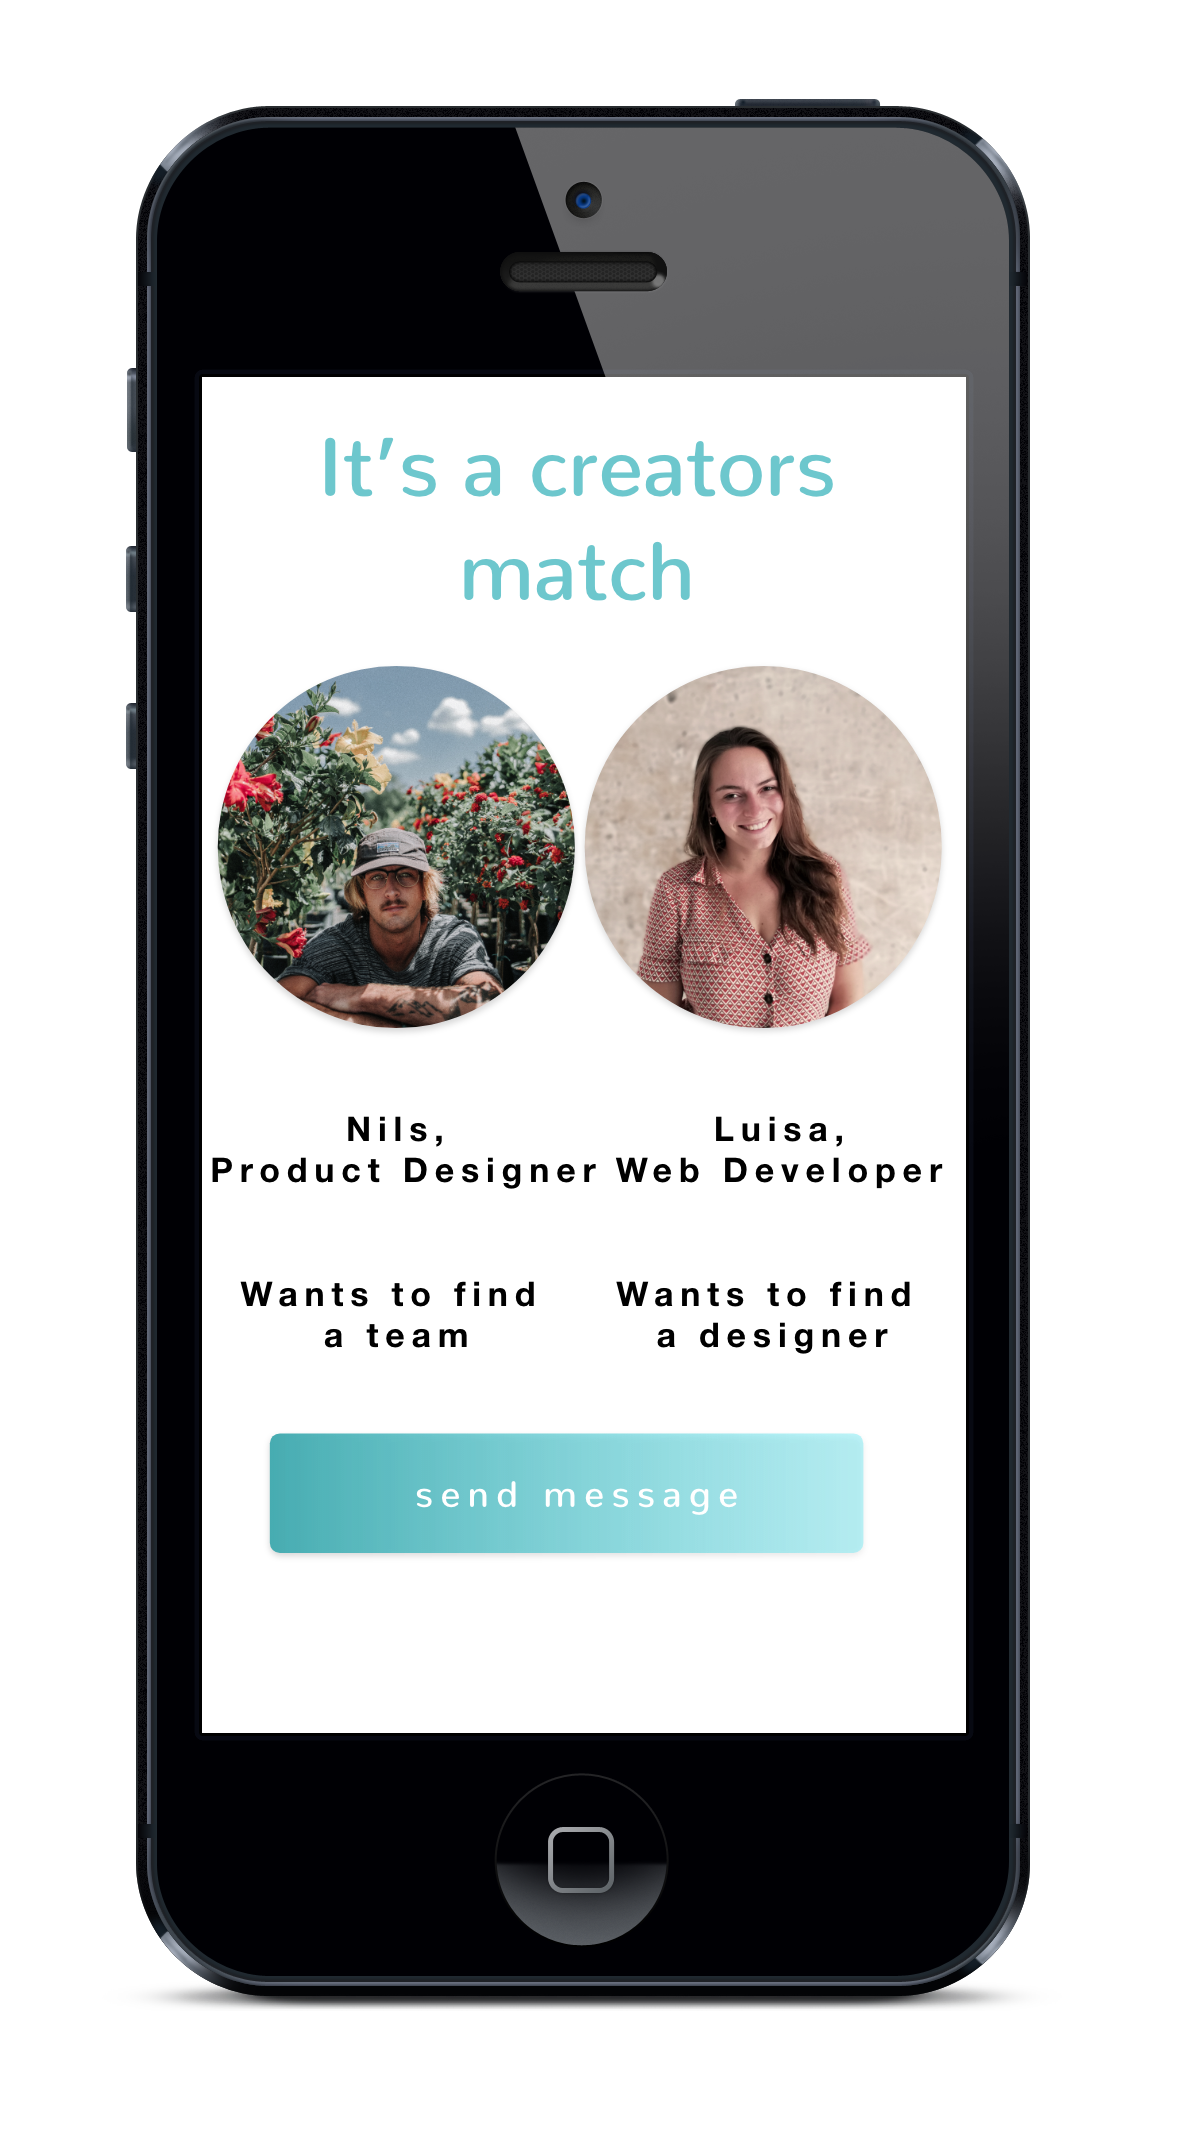 It's a creators
match
Nils,
Product Designer
Luisa,
Web Developer
Wants to find
a team
Wants to find
a designer
send message